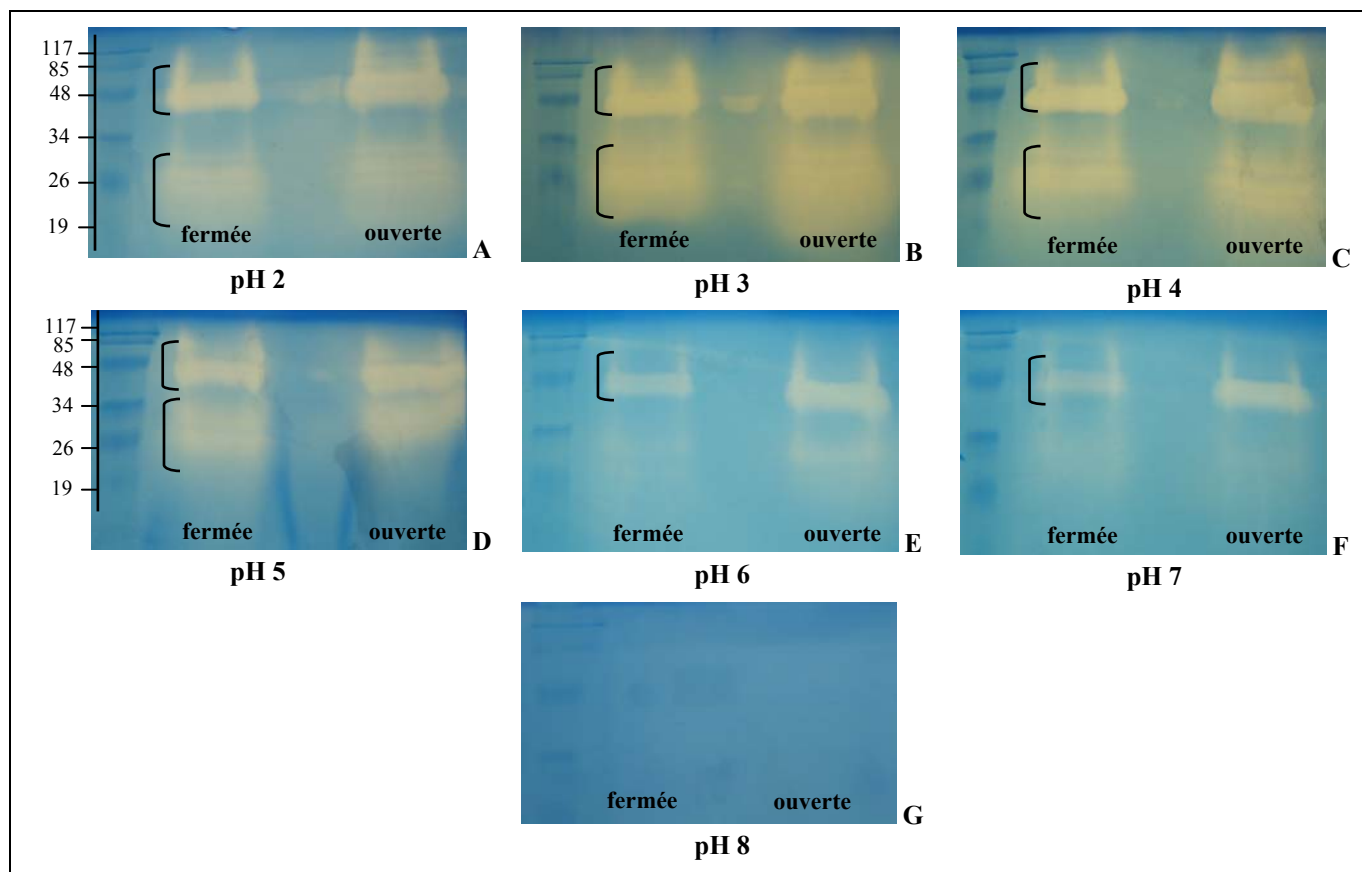 117
85
48
34
26
19
fermée ouverte A
pH 2
fermée ouverte B
pH 3
fermée ouverte C
pH 4
117
85
48
34
26
19
fermée ouverte D
pH 5
fermée ouverte E
pH 6
fermée ouverte F
pH 7
fermée ouverte G
pH 8